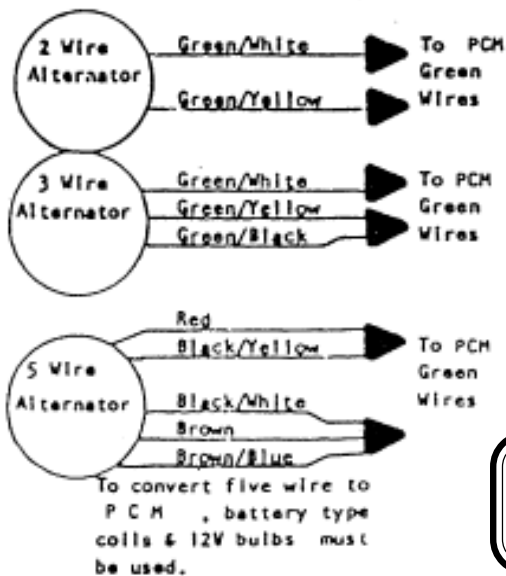 2 Wire
Alternator
Green/White
Green/Yellow
To PCM
Green
Wires
3 Wire
Alternator
Green/White
Green/Yellow
Green/Black
To PCM
Green
Wires
5 Wire
Alternator
Red
Black/Yellow
Black/White
Brown
Brown/Blue
To PCM
Green
Wires
To convert five wire to
P C M , battery type
coils & 12V bulbs must
be used.